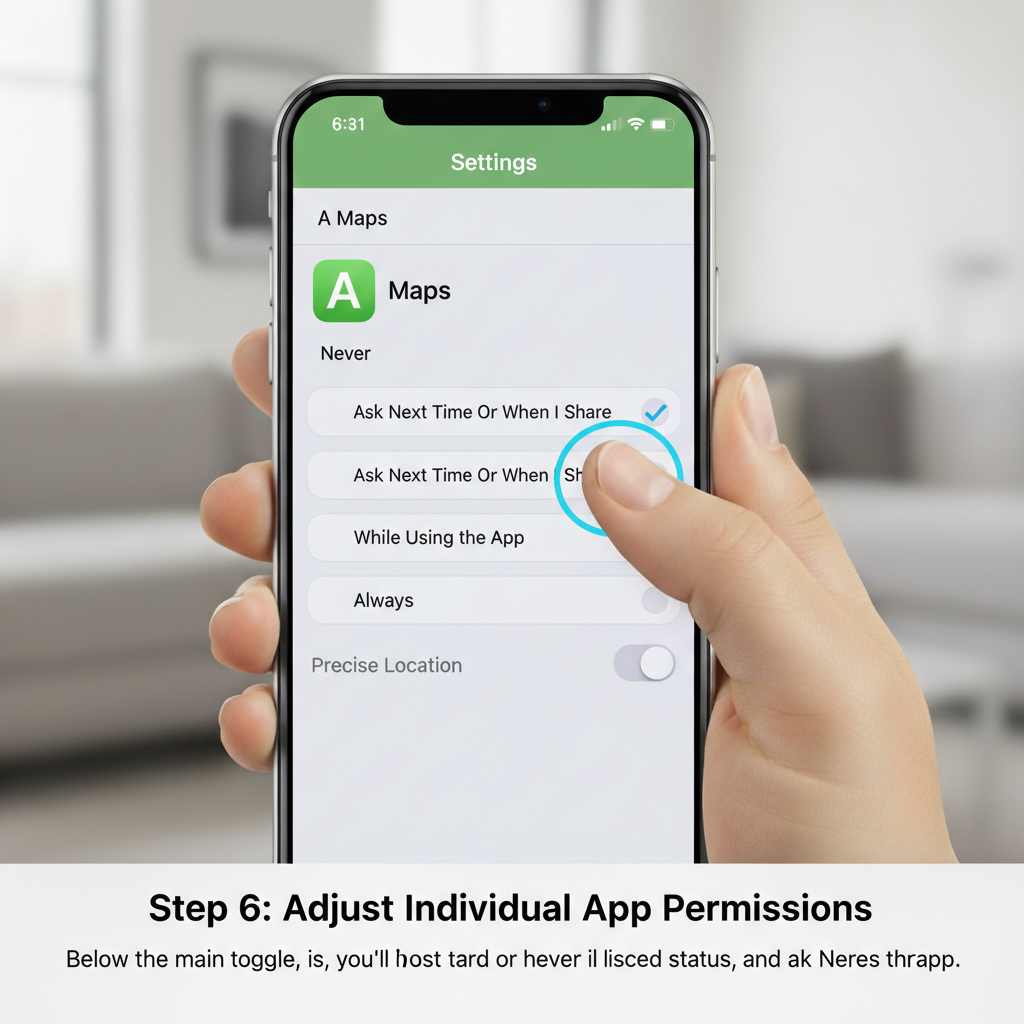 6:31
Settings
A Maps
A Maps
Never
Ask Next Time Or When I Share
Ask Next Time Or When I Sh
While Using the App
Always
Precise Location
Step 6: Adjust Individual App Permissions
Below the main toggle, is, you'll host tard or hever il lisced status, and ak Neres thrapp.